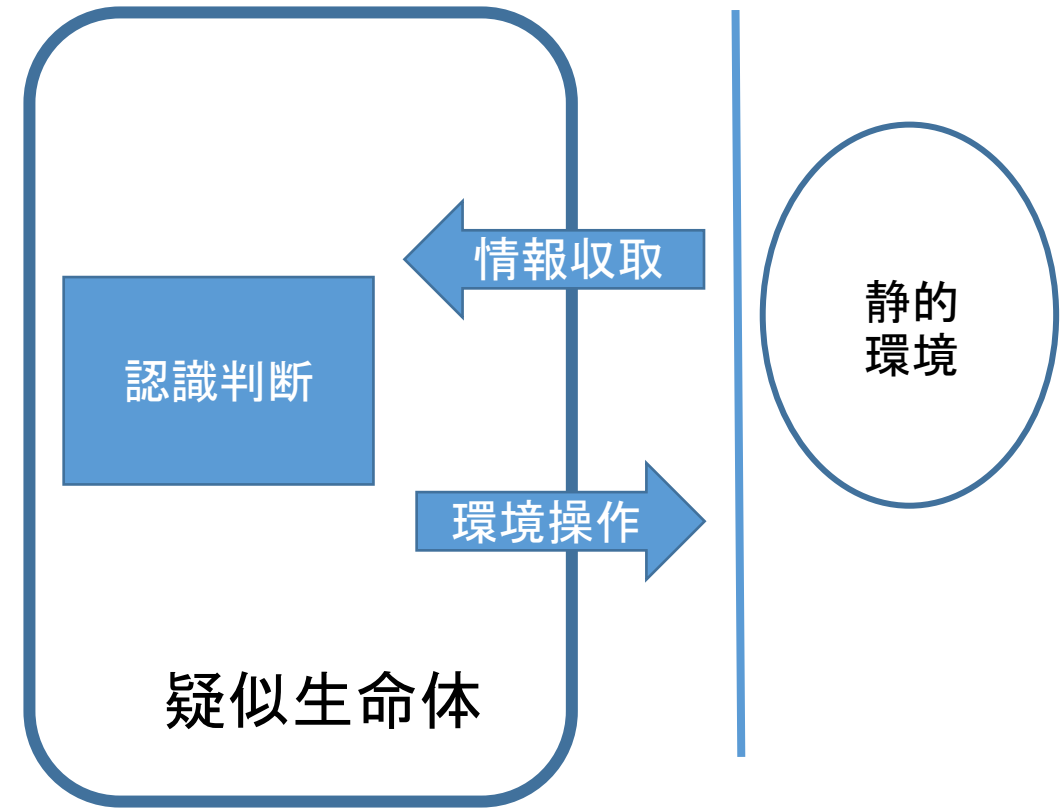 情報収取
静的
環境
認識判断
環境操作
疑似生命体